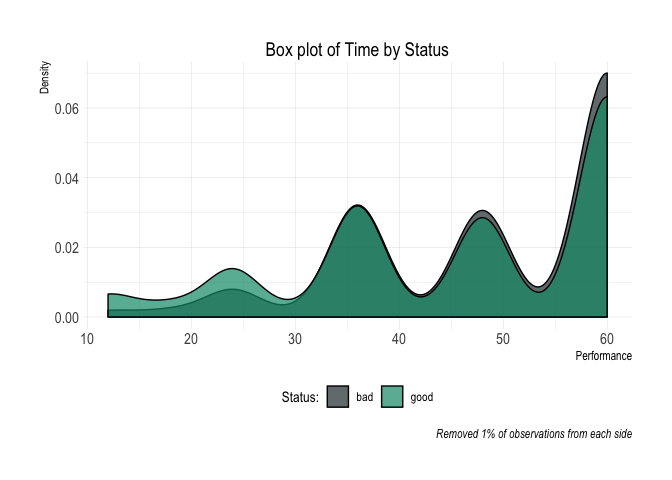 Box plot of Time by Status
Density
0.06
0.04
0.02
0.00
10 20 30 40 50 60
Performance
Status: bad good
Removed 1% of observations from each side